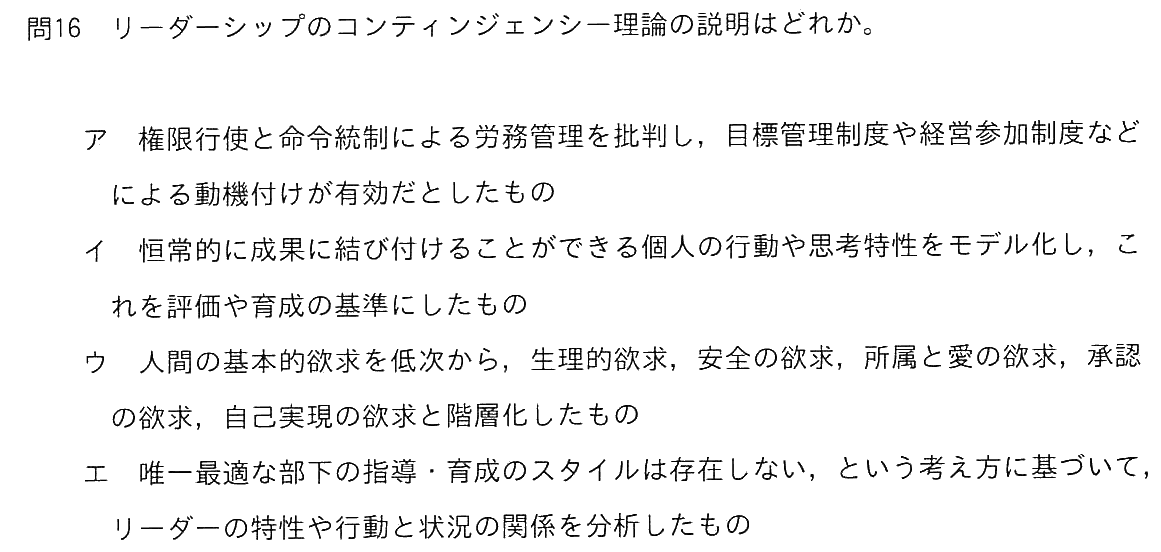 問16 リーダーシップのコンティンジェンシー理論の説明はどれか。
ア 権限行使と命令統制による労務管理を批判し，目標管理制度や経営参加制度など
による動機付けが有効だとしたもの
イ 恒常的に成果に結び付けることができる個人の行動や思考特性をモデル化し，こ
れを評価や育成の基準にしたもの
ウ 人間の基本的欲求を低次から，生理的欲求，安全の欲求，所属と愛の欲求，承認
の欲求，自己実現の欲求と階層化したもの
エ 唯一最適な部下の指導・育成のスタイルは存在しない，という考え方に基づいて，
リーダーの特性や行動と状況の関係を分析したもの